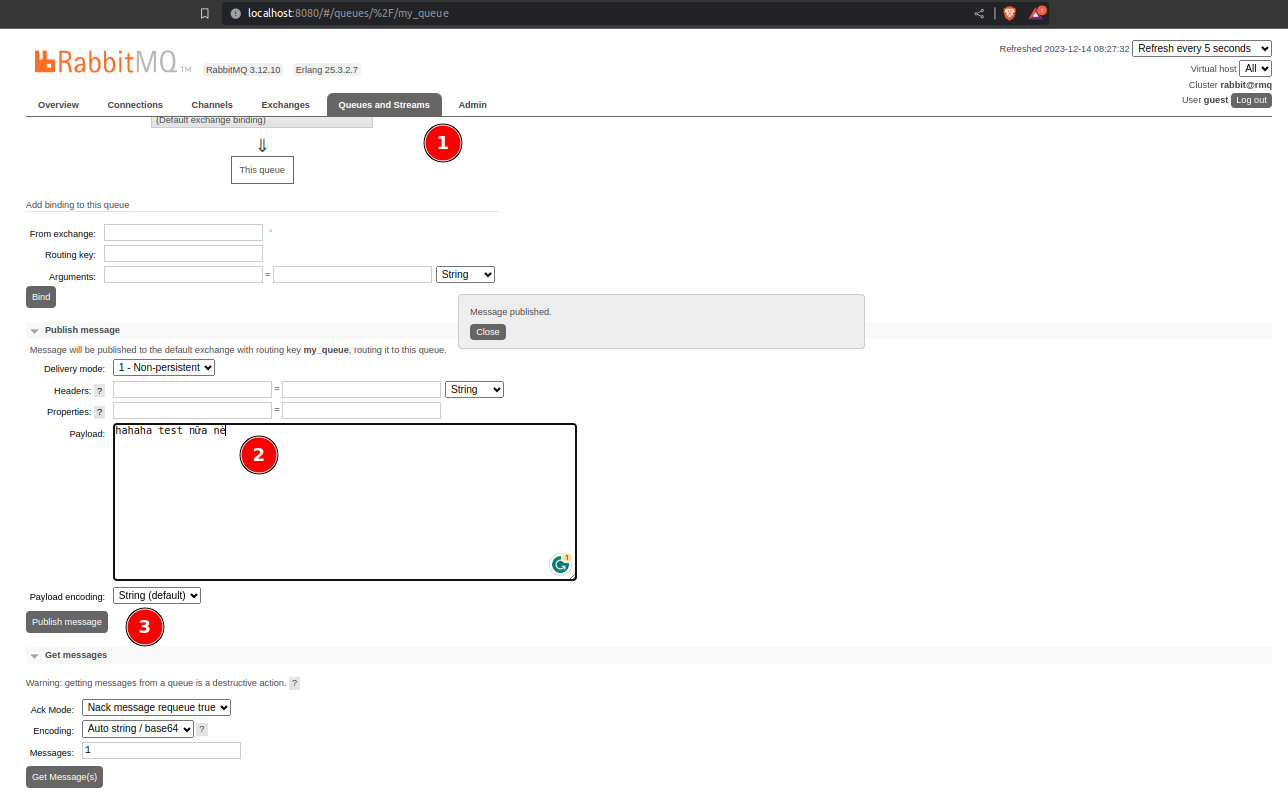 localhost:8080/#/queues/%2F/my_queue
1
RabbitMQ TM
RabbitMQ 3.12.10 Erlang 25.3.2.7
Refreshed 2023-12-14 08:27:32 Refresh every 5 seconds
Virtual host All
Cluster rabbit@rmq
User guest Log out
Overview Connections Channels Exchanges Queues and Streams Admin
(Default exchange binding)
1
⇓
This queue
Add binding to this queue
From exchange: *
Routing key:
Arguments: = String
Bind
Message published.
Close
Publish message
Message will be published to the default exchange with routing key my_queue, routing it to this queue.
Delivery mode: 1 - Non-persistent
Headers: ? = String
Properties: ? =
Payload: hahaha test nữa nè
2
1
Payload encoding: String (default)
Publish message
3
Get messages
Warning: getting messages from a queue is a destructive action. ?
Ack Mode: Nack message requeue true
Encoding: Auto string / base64 ?
Messages: 1
Get Message(s)